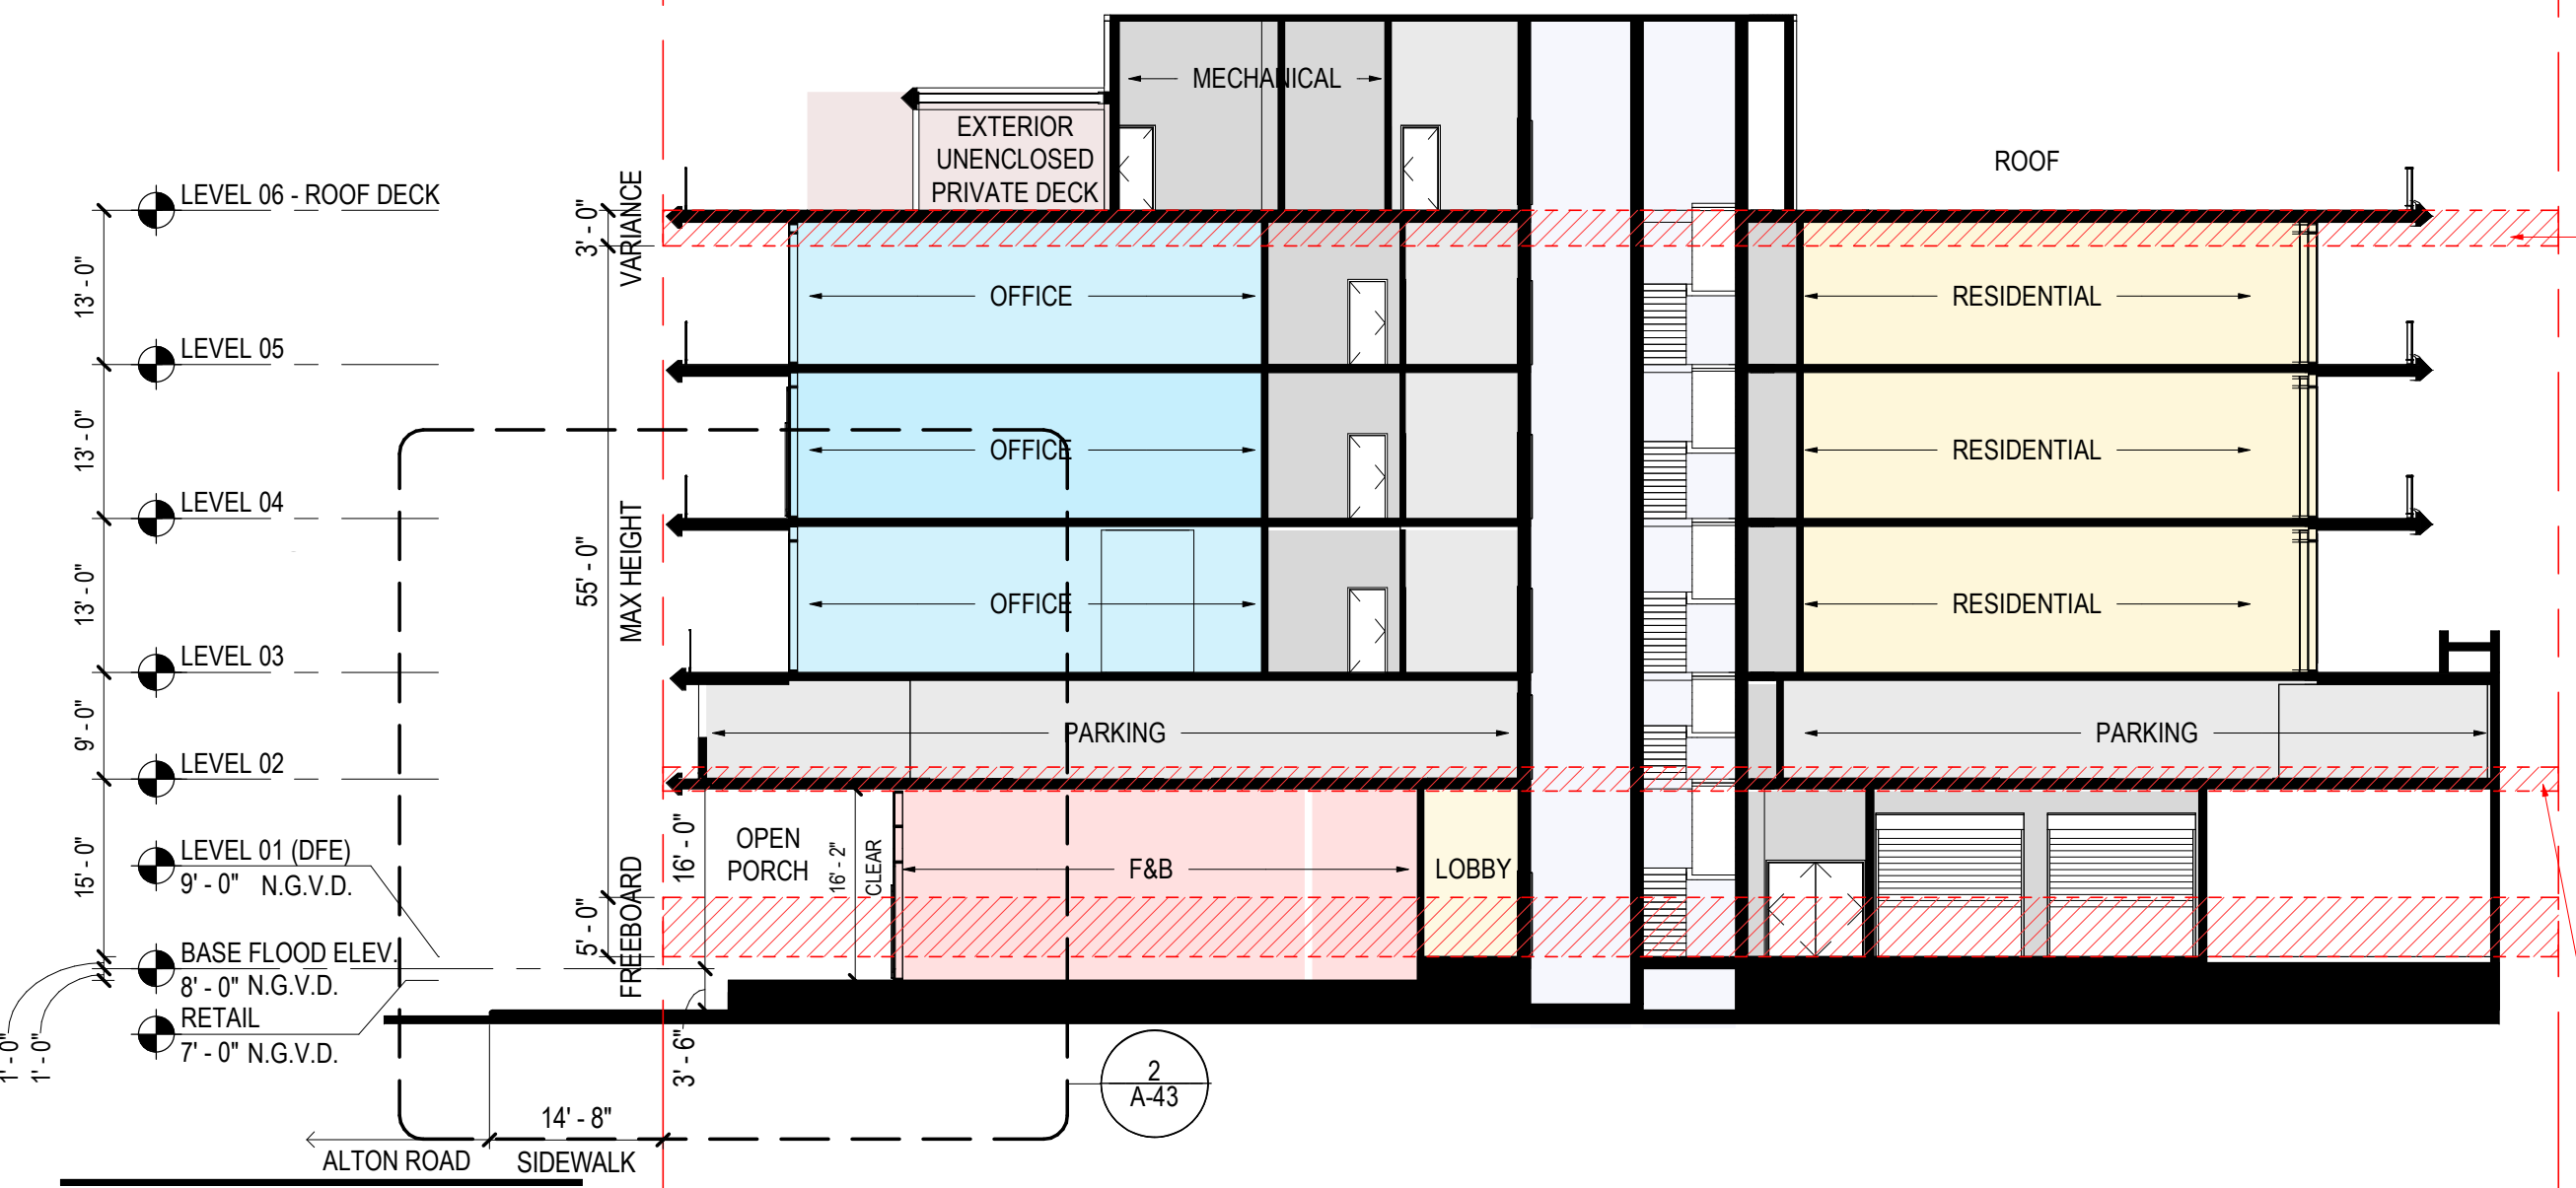 MECHANICAL
EXTERIOR
UNENCLOSED
PRIVATE DECK
ROOF
LEVEL 06 - ROOF DECK
3' - 0"
VARIANCE
13' - 0"
OFFICE
RESIDENTIAL
LEVEL 05
13' - 0"
OFFICE
RESIDENTIAL
LEVEL 04
55' - 0"
MAX HEIGHT
13' - 0"
OFFICE
RESIDENTIAL
LEVEL 03
9' - 0"
PARKING
PARKING
LEVEL 02
15' - 0"
LEVEL 01 (DFE)
9' - 0" N.G.V.D.
16' - 0"
OPEN
PORCH
16' - 2"
CLEAR
F&B
LOBBY
5' - 0"
FREEBOARD
BASE FLOOD ELEV.
8' - 0" N.G.V.D.
RETAIL
7' - 0" N.G.V.D.
1' - 0"
1' - 0"
3' - 6"
2
A-43
14' - 8"
ALTON ROAD
SIDEWALK